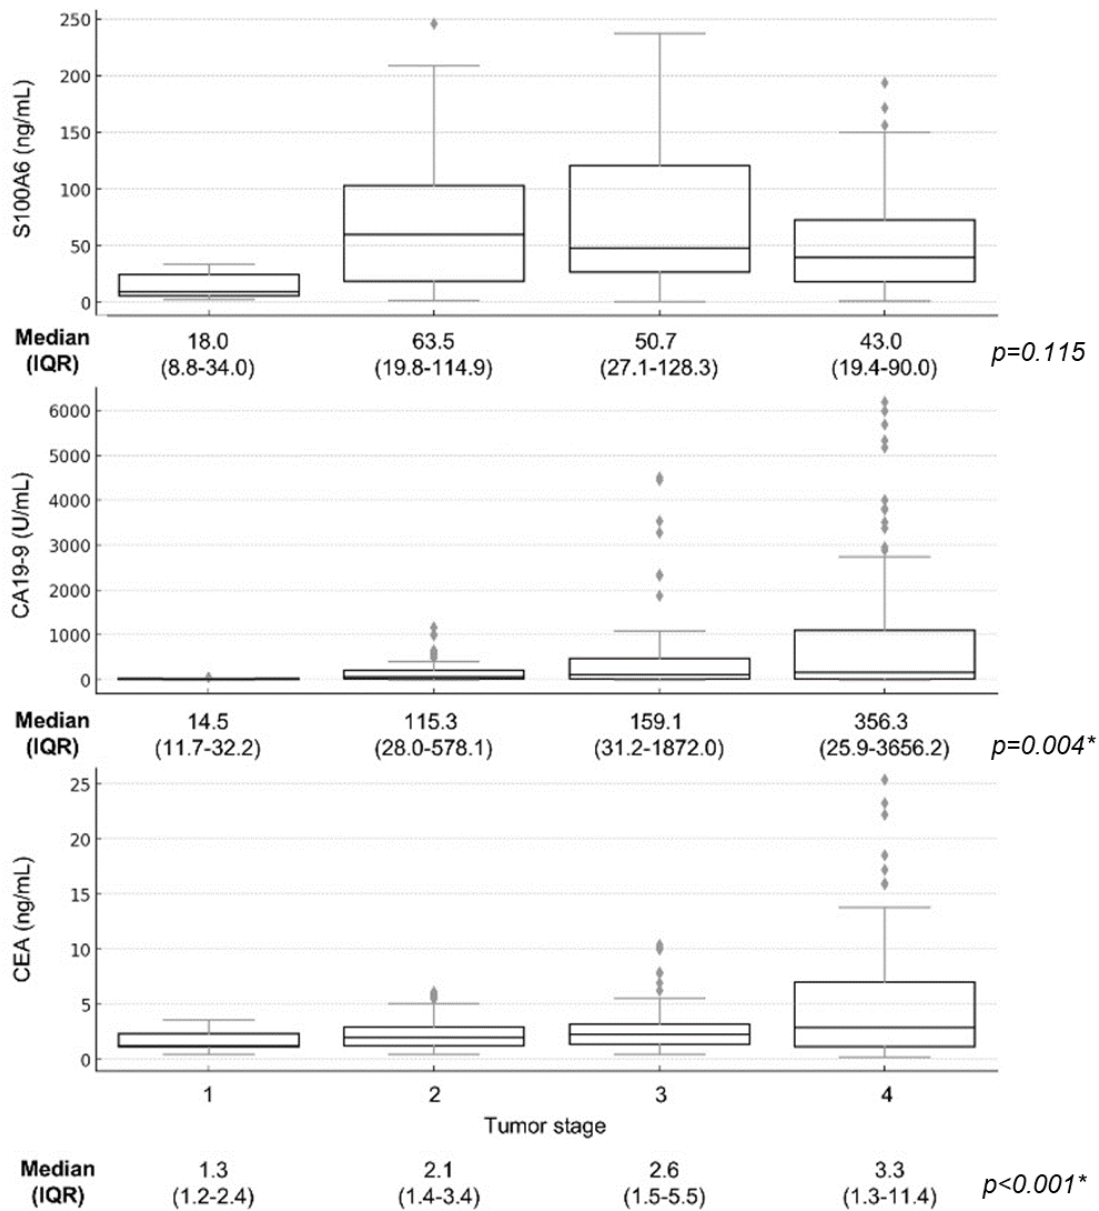 S100A6 (ng/mL)
250
200
150
100
50
0
Median 18.0 63.5 50.7 43.0
(IQR) (8.8-34.0) (19.8-114.9) (27.1-128.3) (19.4-90.0) p=0.115
CA19-9 (U/mL)
6000
5000
4000
3000
2000
1000
0
Median 14.5 115.3 159.1 356.3
(IQR) (11.7-32.2) (28.0-578.1) (31.2-1872.0) (25.9-3656.2) p=0.004*
CEA (ng/mL)
25
20
15
10
5
0
1 2 3 4
Tumor stage
Median 1.3 2.1 2.6 3.3
(IQR) (1.2-2.4) (1.4-3.4) (1.5-5.5) (1.3-11.4) p<0.001*